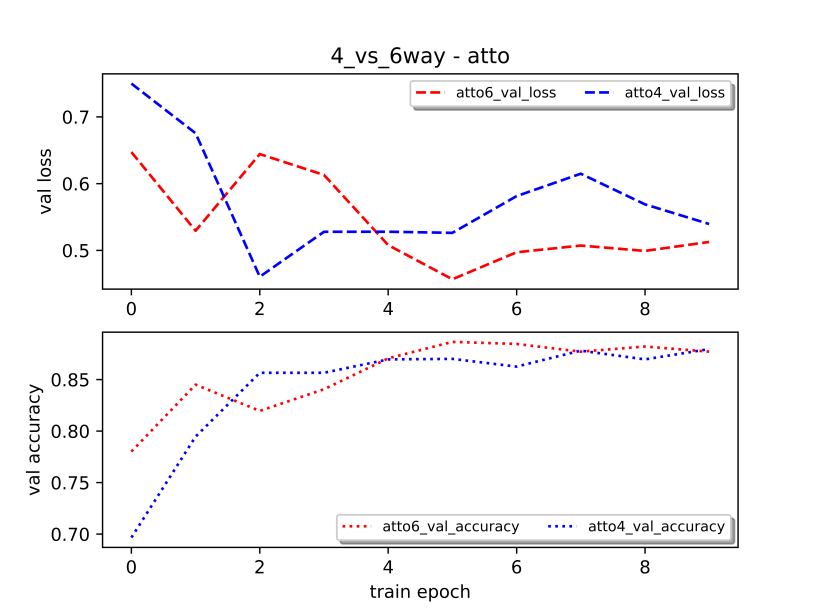 4_vs_6way - atto
atto6_val_loss atto4_val_loss
val loss
0.7
0.6
0.5
0 2 4 6 8
val accuracy
0.85
0.80
0.75
0.70
atto6_val_accuracy atto4_val_accuracy
0 2 4 6 8
train epoch